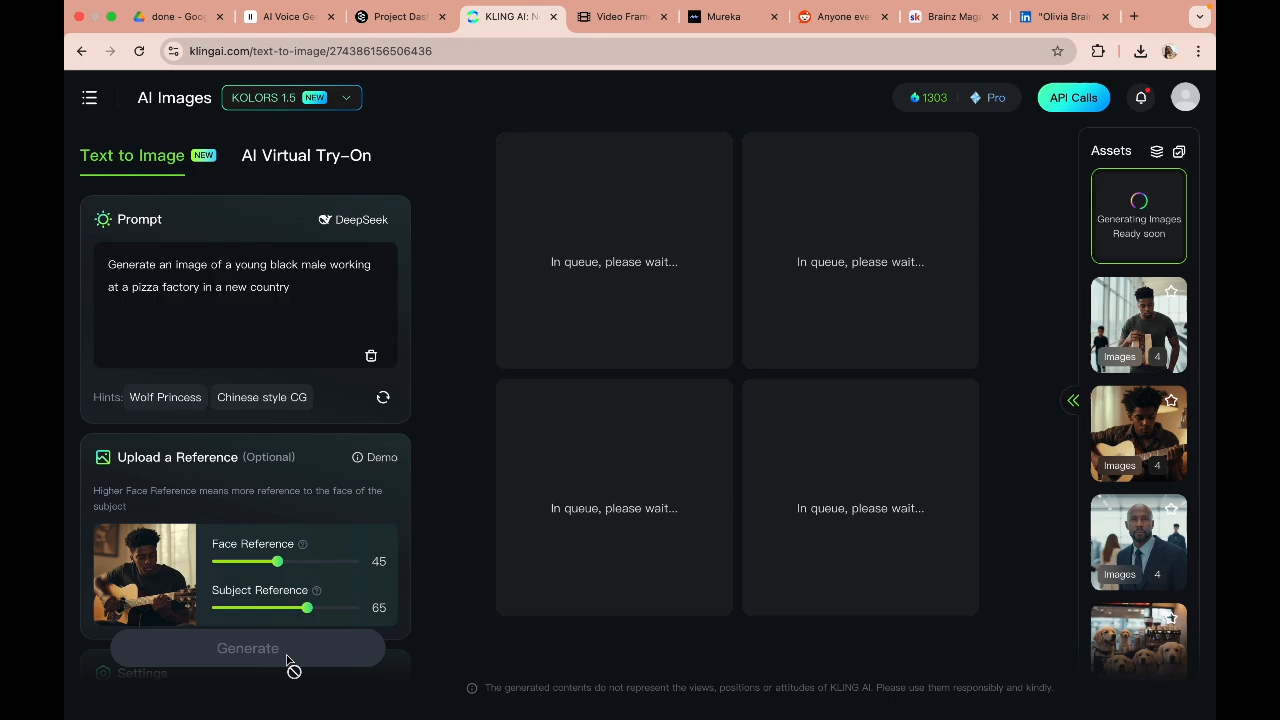 done - Goog
AI Voice Ge
Project Das
KLING AI: N
Video Fram
Mureka
Anyone eve
Brainz Mag
"Olivia Brai
klingai.com/text-to-image/274386156506436
AI Images
KOLORS 1.5 NEW
1303
Pro
API Calls
Text to Image NEW
AI Virtual Try-On
Prompt
DeepSeek
Generate an image of a young black male working
at a pizza factory in a new country
Hints: Wolf Princess Chinese style CG
Upload a Reference (Optional)
Demo
Higher Face Reference means more reference to the face of the
subject
Face Reference
45
Subject Reference
65
Generate
Settings
In queue, please wait...
In queue, please wait...
In queue, please wait...
In queue, please wait...
The generated contents do not represent the views, positions or attitudes of KLING AI. Please use them responsibly and kindly.
Assets
Generating Images
Ready soon
Images 4
Images 4
Images 4